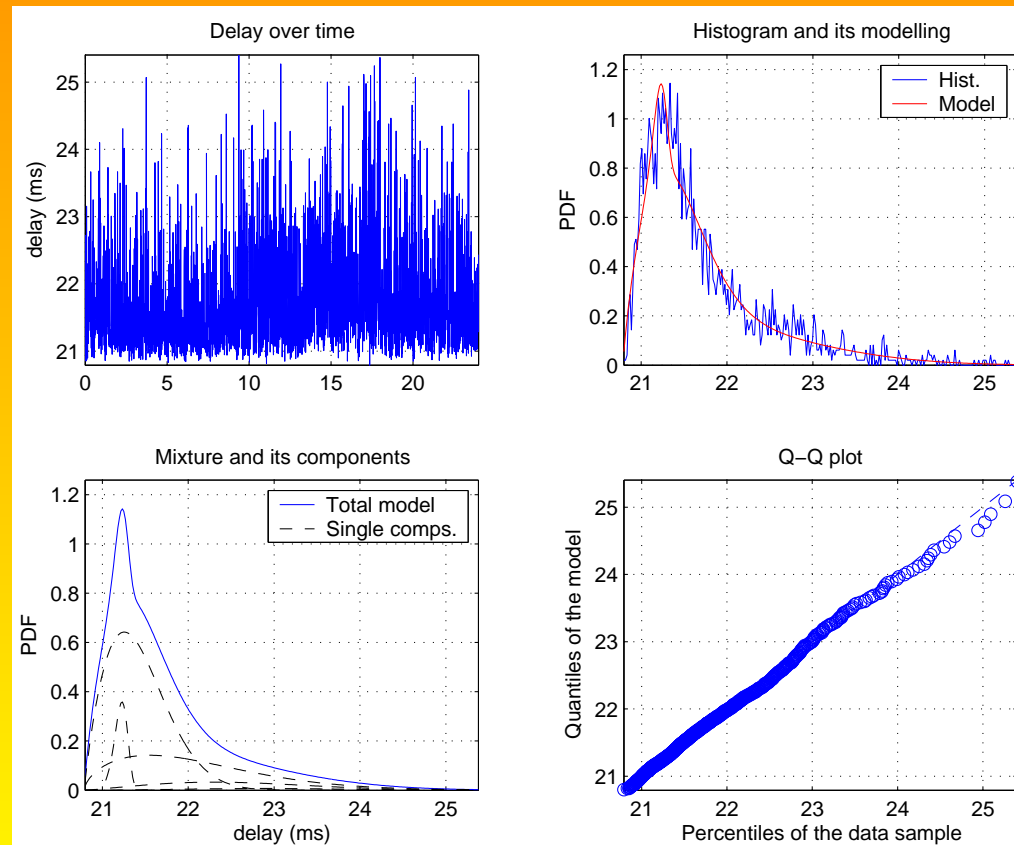 Delay over time
delay (ms)
25
24
23
22
21
0 5 10 15 20
Histogram and its modelling
PDF
1.2
1
0.8
0.6
0.4
0.2
0
21 22 23 24 25
Hist.
Model
Mixture and its components
PDF
1.2
1
0.8
0.6
0.4
0.2
0
21 22 23 24 25
delay (ms)
Total model
Single comps.
Q−Q plot
Quantiles of the model
25
24
23
22
21
21 22 23 24 25
Percentiles of the data sample